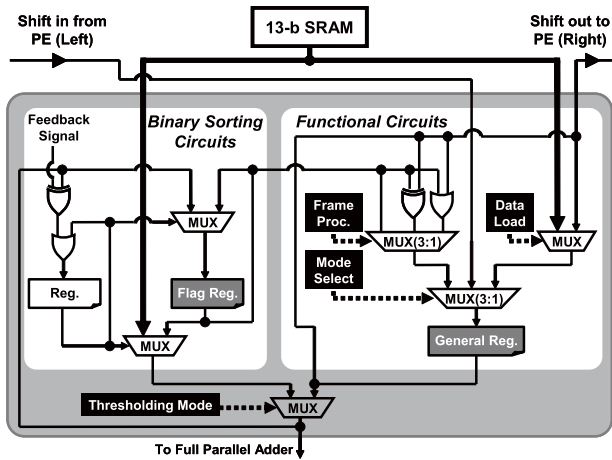 Shift in from
PE (Left)
13-b SRAM
Shift out to
PE (Right)
Feedback
Signal
Binary Sorting
Circuits
Functional Circuits
Frame
Proc.
Data
Load
MUX
MUX(3:1)
MUX
Mode
Select
Reg.
Flag Reg.
MUX(3:1)
MUX
General Reg.
Thresholding Mode
MUX
To Full Parallel Adder